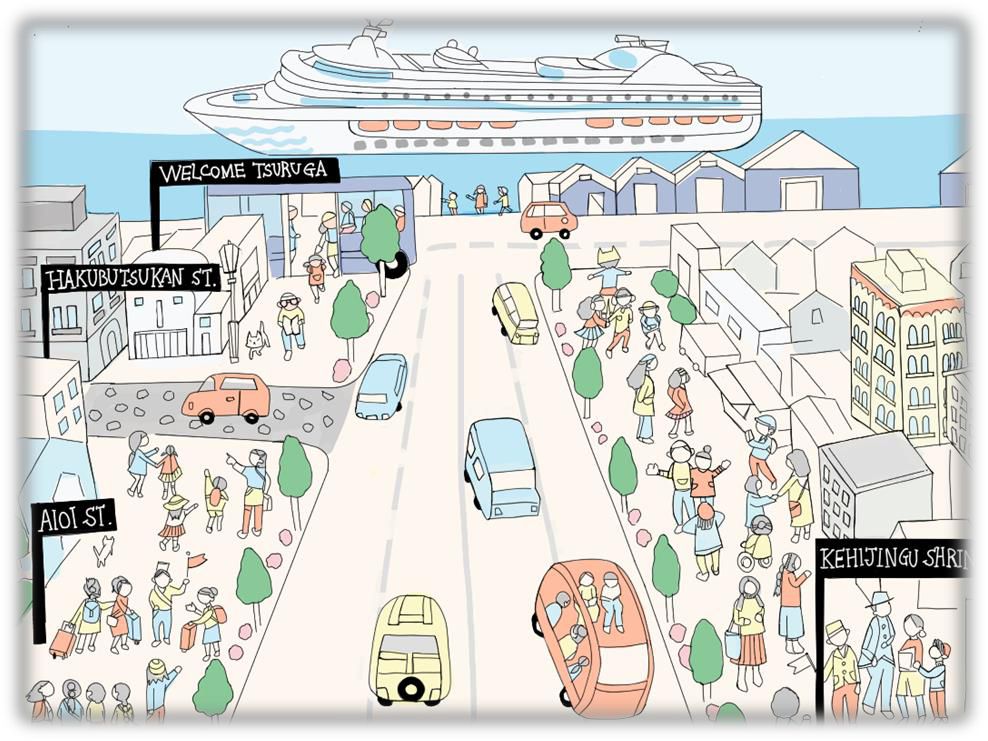 WELCOME TSURUGA
HAKUBUTSUKAN ST.
AIOI ST.
KEHIJINGU SHRIN